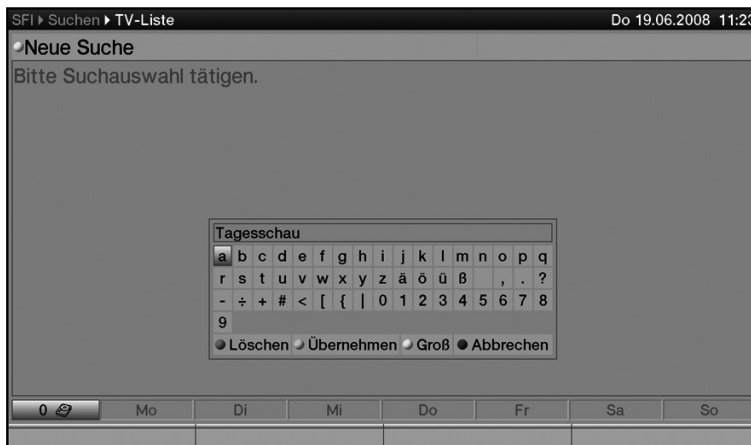 SFI ▸ Suchen ▸ TV-Liste Do 19.06.2008 11:23
Neue Suche
Bitte Suchauswahl tätigen.
Tagesschau
a b c d e f g h i j k l m n o p q
r s t u v w x y z ä ö ü ß , . ?
- ÷ + # < [ { | 0 1 2 3 4 5 6 7 8
9
Löschen Übernehmen Groß Abbrechen
0 Mo Di Mi Do Fr Sa So